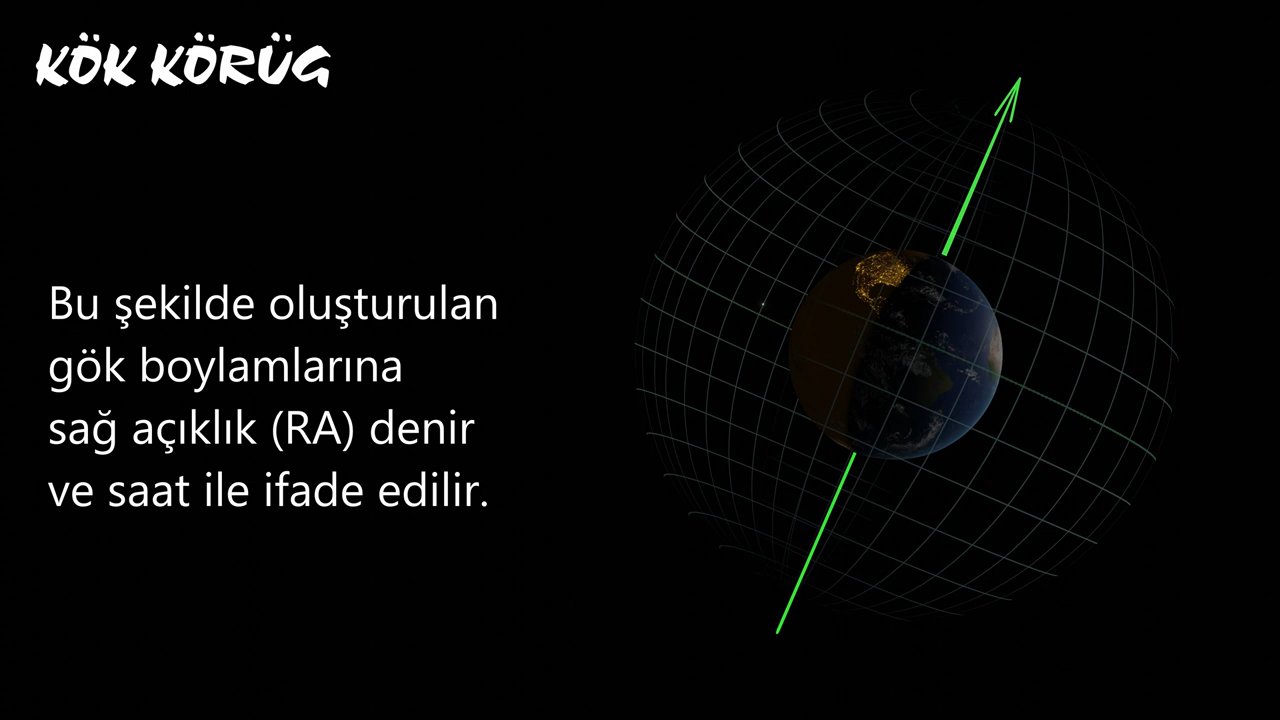 KÖK KÖRÜG
Bu şekilde oluşturulan
gök boylamlarına
sağ açıklık (RA) denir
ve saat ile ifade edilir.